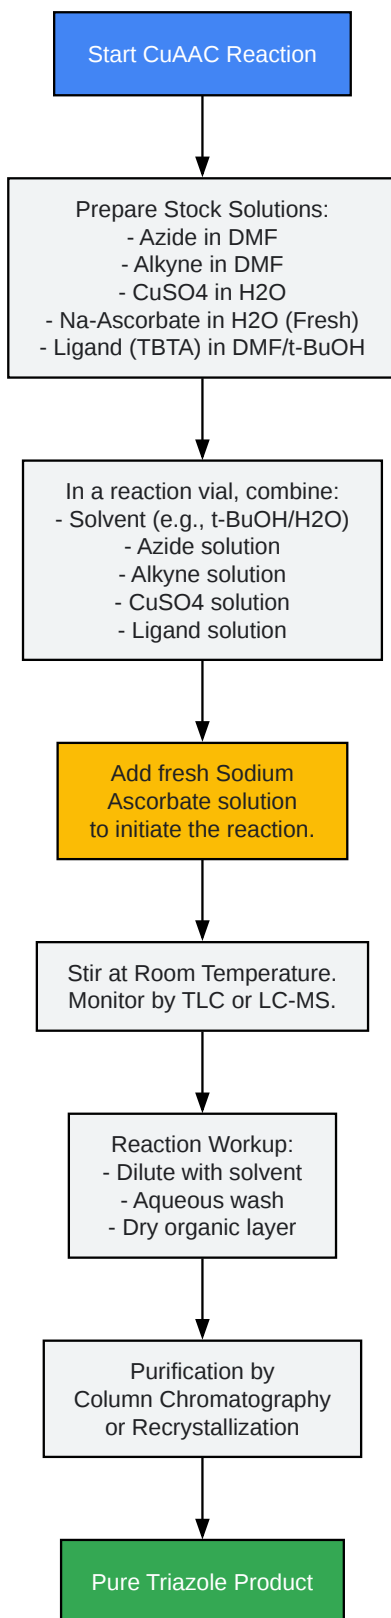 Start CuAAC Reaction
Prepare Stock Solutions:
- Azide in DMF
- Alkyne in DMF
- CuSO4 in H2O
- Na-Ascorbate in H2O (Fresh)
- Ligand (TBTA) in DMF/t-BuOH
In a reaction vial, combine:
- Solvent (e.g., t-BuOH/H2O)
- Azide solution
- Alkyne solution
- CuSO4 solution
- Ligand solution
Add fresh Sodium
Ascorbate solution
to initiate the reaction.
Stir at Room Temperature.
Monitor by TLC or LC-MS.
Reaction Workup:
- Dilute with solvent
- Aqueous wash
- Dry organic layer
Purification by
Column Chromatography
or Recrystallization
Pure Triazole Product